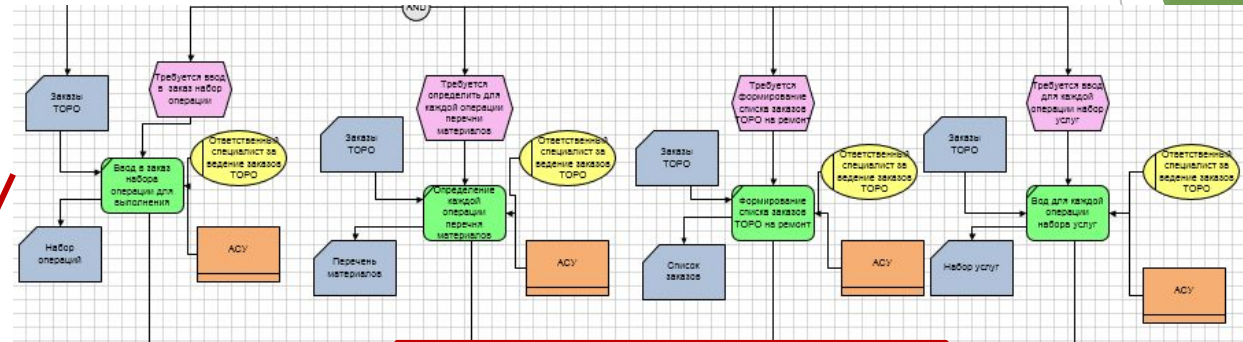 AND
Требуется ввод
в заказ набор
операции
Заказы
ТОРО
Ответственный
специалист за
ведение заказов
ТОРО
Ввод в заказ
набора
операции для
выполнения
Набор
операций
АСУ
Требуется
определить для
каждой операции
перечни
материалов
Заказы
ТОРО
Ответственный
специалист за
ведение заказов
ТОРО
Определение
каждой
операции
перечня
материалов
Перечень
материалов
АСУ
Требуется
формирование
списка заказов
ТОРО на ремонт
Заказы
ТОРО
Ответственный
специалист за
ведение заказов
ТОРО
Формирование
списка заказов
ТОРО на ремонт
Список
заказов
АСУ
Требуется ввод
для каждой
операции набор
услуг
Заказы
ТОРО
Ответственный
специалист за
ведение заказов
ТОРО
Вод для каждой
операции
набора услуг
Набор услуг
АСУ